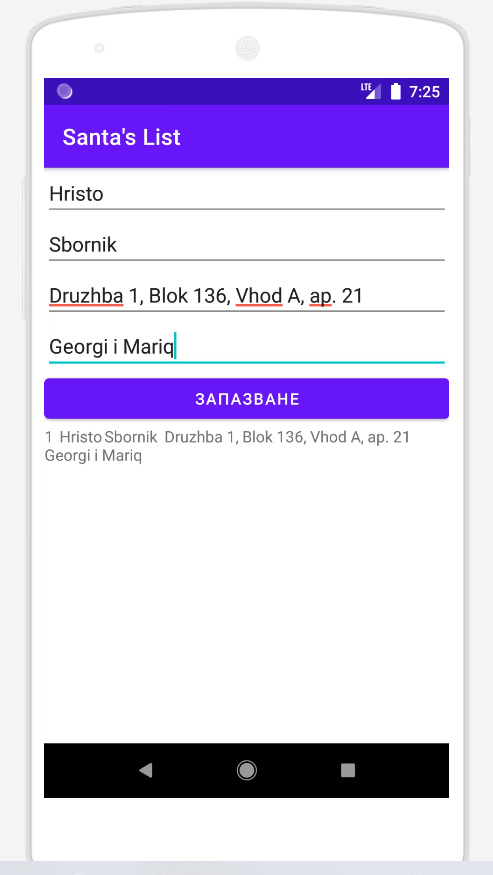 LTE 7:25
Santa's List
Hristo
Sbornik
Druzhba 1, Blok 136, Vhod A, ap. 21
Georgi i Mariq
ЗАПАЗВАНЕ
1 Hristo Sbornik Druzhba 1, Blok 136, Vhod A, ap. 21
Georgi i Mariq